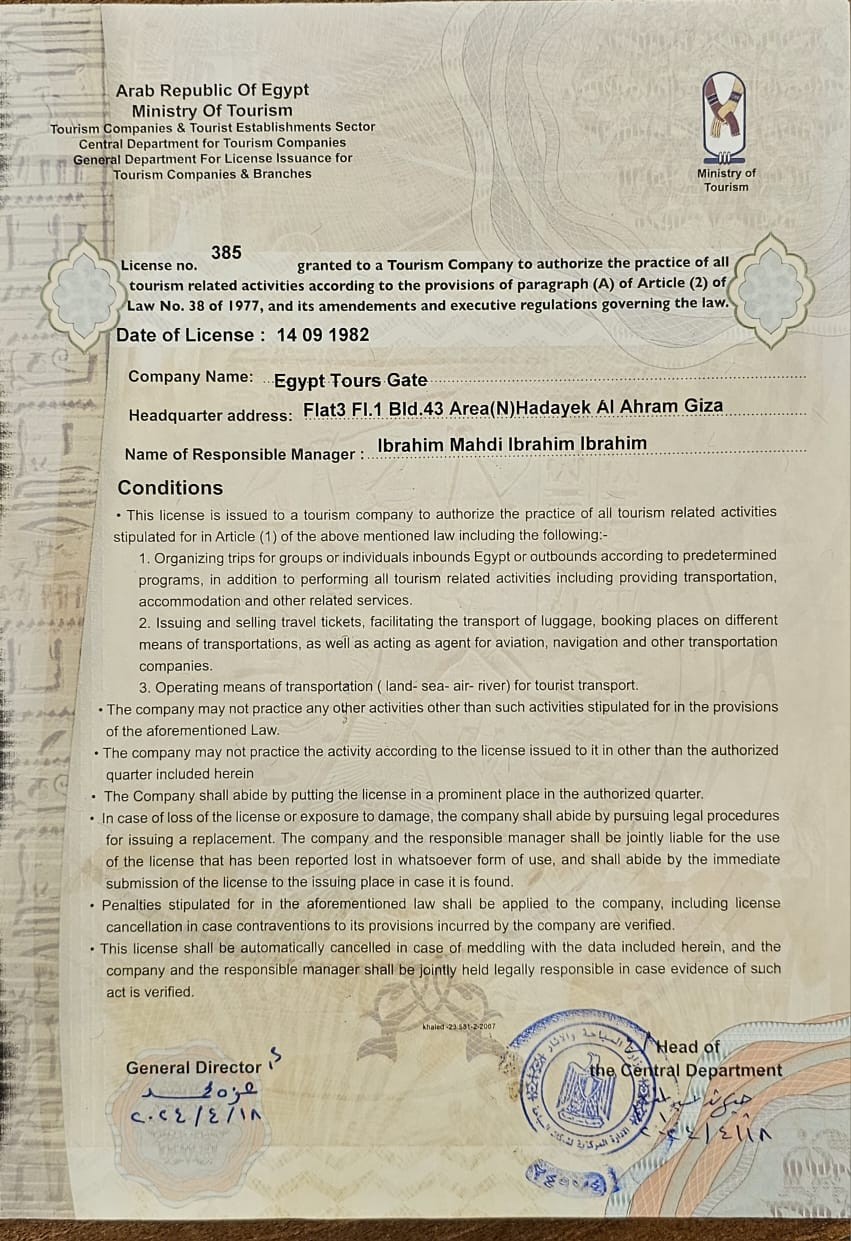 Arab Republic Of Egypt
Ministry Of Tourism
Tourism Companies & Tourist Establishments Sector
Central Department for Tourism Companies
General Department For License Issuance for
Tourism Companies & Branches
Ministry of
Tourism
License no. 385 granted to a Tourism Company to authorize the practice of all
tourism related activities according to the provisions of paragraph (A) of Article (2) of
Law No. 38 of 1977, and its amendements and executive regulations governing the law.
Date of License : 14 09 1982
Company Name: Egypt Tours Gate
Headquarter address: Flat3 Fl.1 Bld.43 Area(N)Hadayek Al Ahram Giza
Name of Responsible Manager : Ibrahim Mahdi Ibrahim Ibrahim
Conditions
• This license is issued to a tourism company to authorize the practice of all tourism related activities
stipulated for in Article (1) of the above mentioned law including the following:-
1. Organizing trips for groups or individuals inbounds Egypt or outbounds according to predetermined
programs, in addition to performing all tourism related activities including providing transportation,
accommodation and other related services.
2. Issuing and selling travel tickets, facilitating the transport of luggage, booking places on different
means of transportations, as well as acting as agent for aviation, navigation and other transportation
companies.
3. Operating means of transportation ( land- sea- air- river) for tourist transport.
• The company may not practice any other activities other than such activities stipulated for in the provisions
of the aforementioned Law.
• The company may not practice the activity according to the license issued to it in other than the authorized
quarter included herein
• The Company shall abide by putting the license in a prominent place in the authorized quarter.
• In case of loss of the license or exposure to damage, the company shall abide by pursuing legal procedures
for issuing a replacement. The company and the responsible manager shall be jointly liable for the use
of the license that has been reported lost in whatsoever form of use, and shall abide by the immediate
submission of the license to the issuing place in case it is found.
• Penalties stipulated for in the aforementioned law shall be applied to the company, including license
cancellation in case contraventions to its provisions incurred by the company are verified.
• This license shall be automatically cancelled in case of meddling with the data included herein, and the
company and the responsible manager shall be jointly held legally responsible in case evidence of such
act is verified.
khaled -23 581-2-2007
General Director
٢٠٢٤/٤/١٨
Head of
the Central Department
٢٠٢٤/٤/١٨
وزارة السياحة والآثار